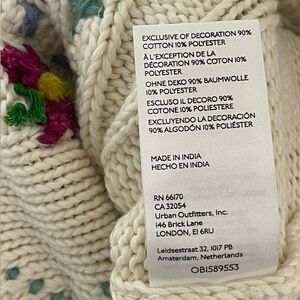 EXCLUSIVE OF DECORATION 90%
COTTON 10% POLYESTER
À L'EXCEPTION DE LA
DÉCORATION 90% COTON 10%
POLYESTER
OHNE DEKO 90% BAUMWOLLE
10% POLYESTER
ESCLUSO IL DECORO 90%
COTONE 10% POLIESTERE
EXCLUYENDO LA DECORACIÓN
90% ALGODÓN 10% POLIÉSTER
MADE IN INDIA
HECHO EN INDIA
RN 66170
CA 32054
Urban Outfitters, Inc.
146 Brick Lane
LONDON, E1 6RU
Leidsestraat 32, 1017 PB
Amsterdam, Netherlands
OB1589553